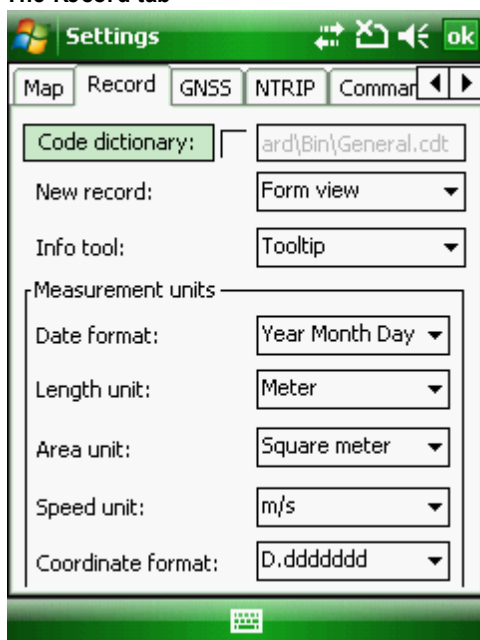 The Record tab
Settings ok
Map Record GNSS NTRIP Commar
Code dictionary: ard\Bin\General.cdt
New record: Form view
Info tool: Tooltip
Measurement units
Date format: Year Month Day
Length unit: Meter
Area unit: Square meter
Speed unit: m/s
Coordinate format: D.ddddddd